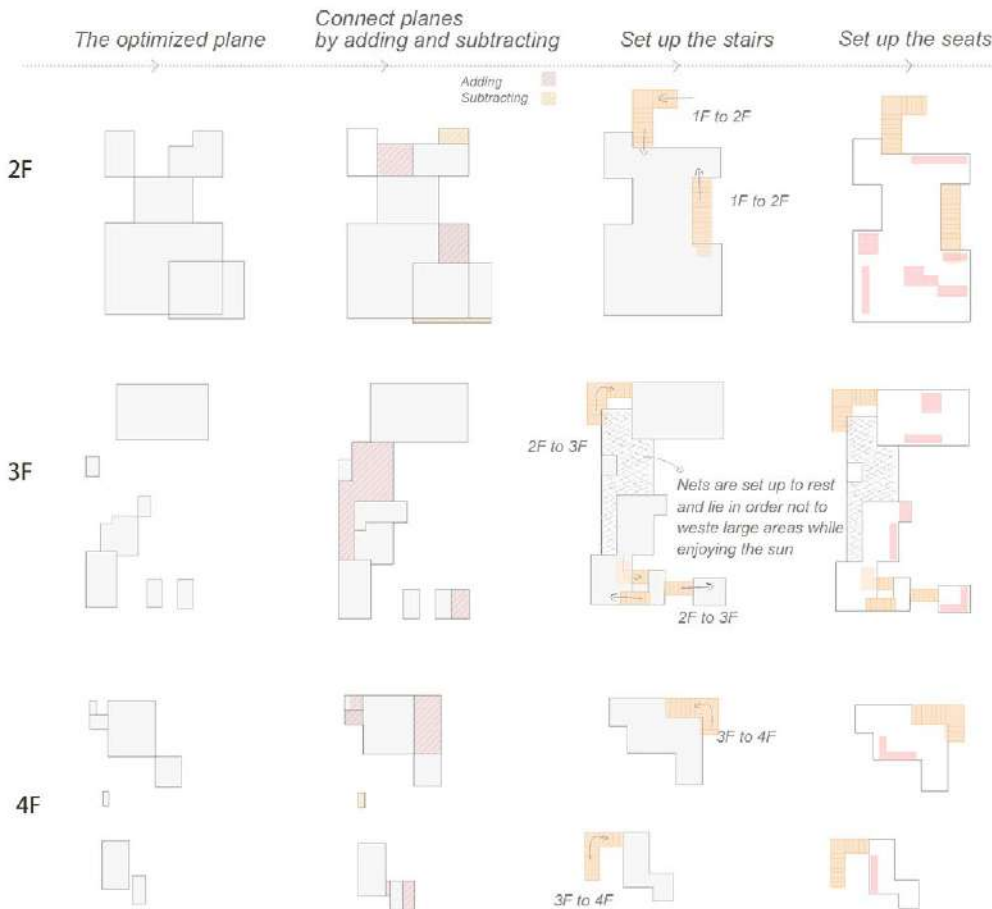 The optimized plane
Connect planes
by adding and subtracting
Set up the stairs
Set up the seats
Adding
Subtracting
2F
1F to 2F
1F to 2F
3F
2F to 3F
Nets are set up to rest
and lie in order not to
weste large areas while
enjoying the sun
2F to 3F
4F
3F to 4F
3F to 4F